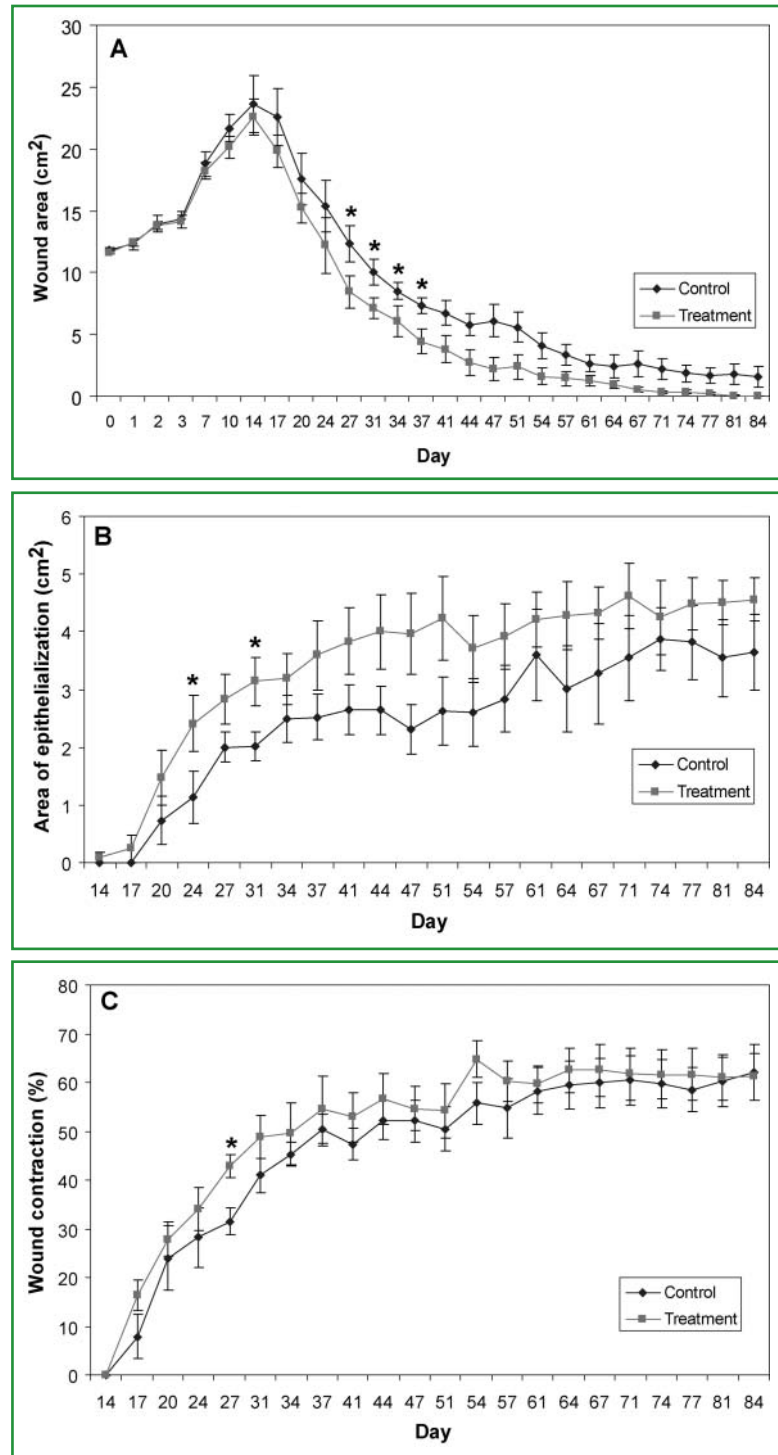 A
30
25
20
15
10
5
0
Wound area (cm²)
* * * *
Control
Treatment
0 1 2 3 7 10 14 17 20 24 27 31 34 37 41 44 47 51 54 57 61 64 67 71 74 77 81 84
Day
B
6
5
4
3
2
1
0
Area of epithelialization (cm²)
* *
Control
Treatment
14 17 20 24 27 31 34 37 41 44 47 51 54 57 61 64 67 71 74 77 81 84
Day
C
80
70
60
50
40
30
20
10
0
Wound contraction (%)
*
Control
Treatment
14 17 20 24 27 31 34 37 41 44 47 51 54 57 61 64 67 71 74 77 81 84
Day